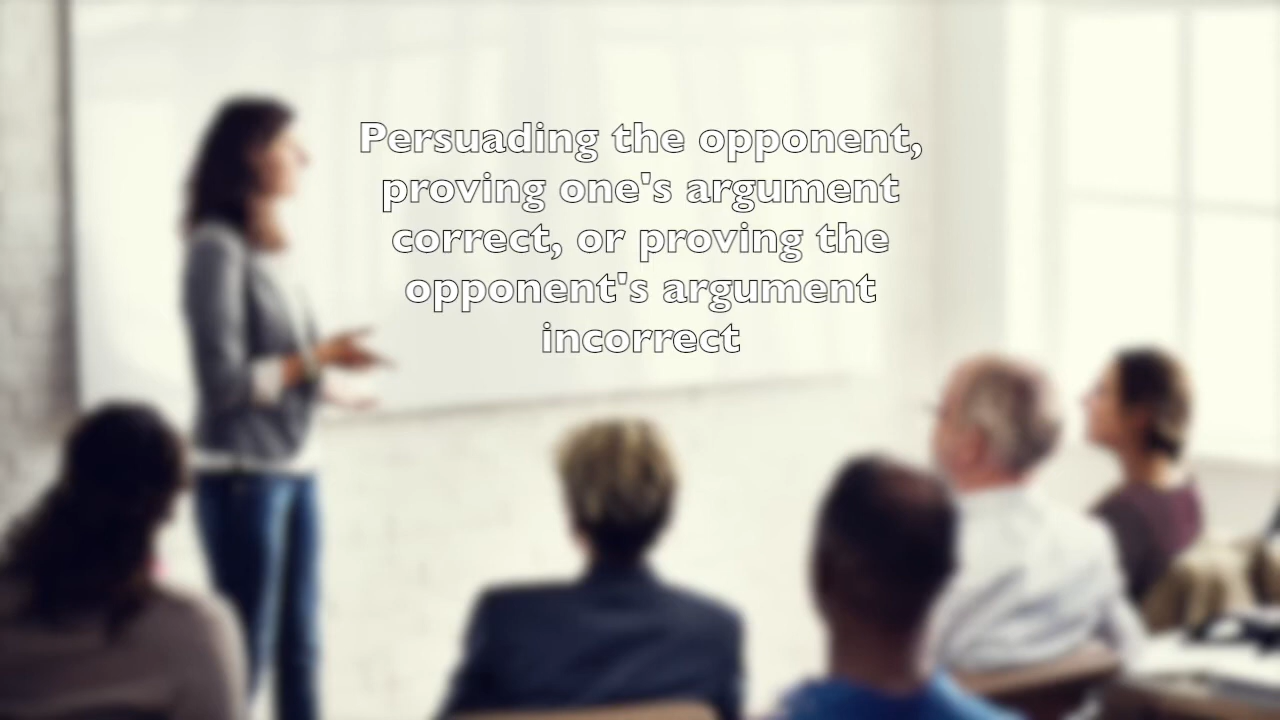 Persuading the opponent,
proving one's argument
correct, or proving the
opponent's argument
incorrect